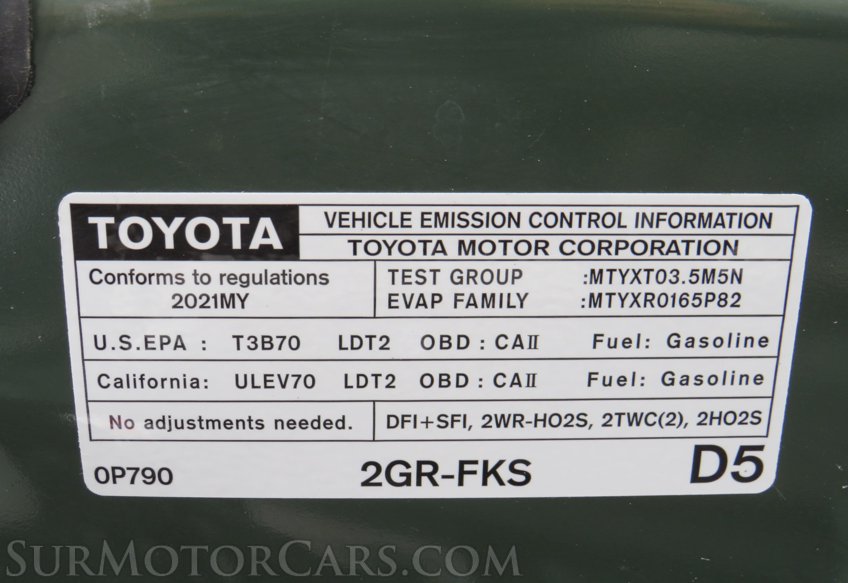 TOYOTA
VEHICLE EMISSION CONTROL INFORMATION
TOYOTA MOTOR CORPORATION
Conforms to regulations
2021MY
TEST GROUP :MTYXT03.5M5N
EVAP FAMILY :MTYXR0165P82
U.S.EPA : T3B70 LDT2 OBD : CAII Fuel: Gasoline
California: ULEV70 LDT2 OBD : CAII Fuel: Gasoline
No adjustments needed.
DFI+SFI, 2WR-HO2S, 2TWC(2), 2HO2S
0P790 2GR-FKS D5
SurMotorCars.com